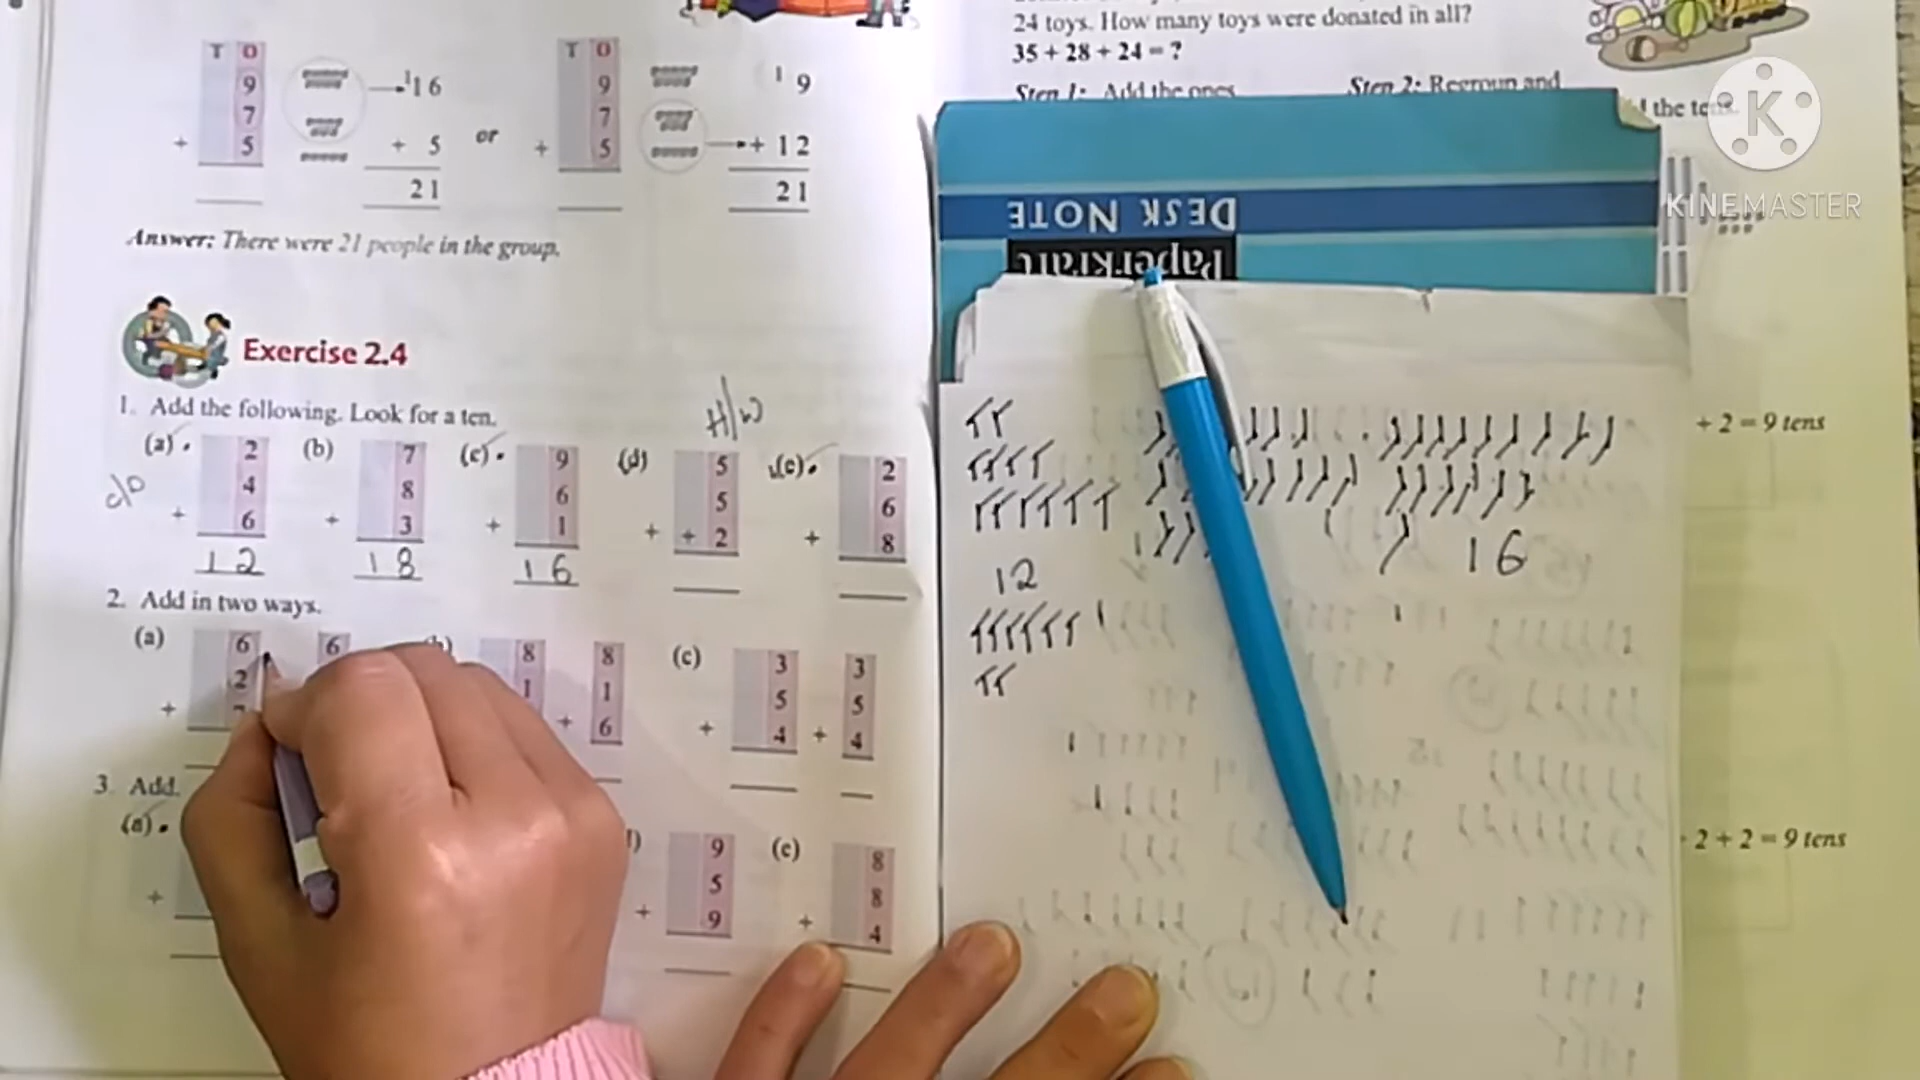 24 toys. How many toys were donated in all?
35 + 28 + 24 = ?
Step 1: Add the ones
Step 2: Regroup and
the tens.
K
KINEMASTER
T O T O
9 16 9 1 9
7 7
+ 5 + 5 or + 5 + 12
21 21
Answer: There were 21 people in the group.
DESK NOTE
Paperkraft
Exercise 2.4
1. Add the following. Look for a ten.
H/W
(a) 2 (b) 7 (c) 9 (d) 5 (e) 2
4 8 6 5 6
+ 6 + 3 + 1 + + 2 + 8
12 18 16
2. Add in two ways.
(a) 6 6 8 8 (c) 3 3
2 1 1 5 5
+ + 6 + 4 + 4
3. Add.
(a) 9 (e) 8
5 8
+ + 9 + 4
16
12
+ 2 = 9 tens
2 + 2 = 9 tens